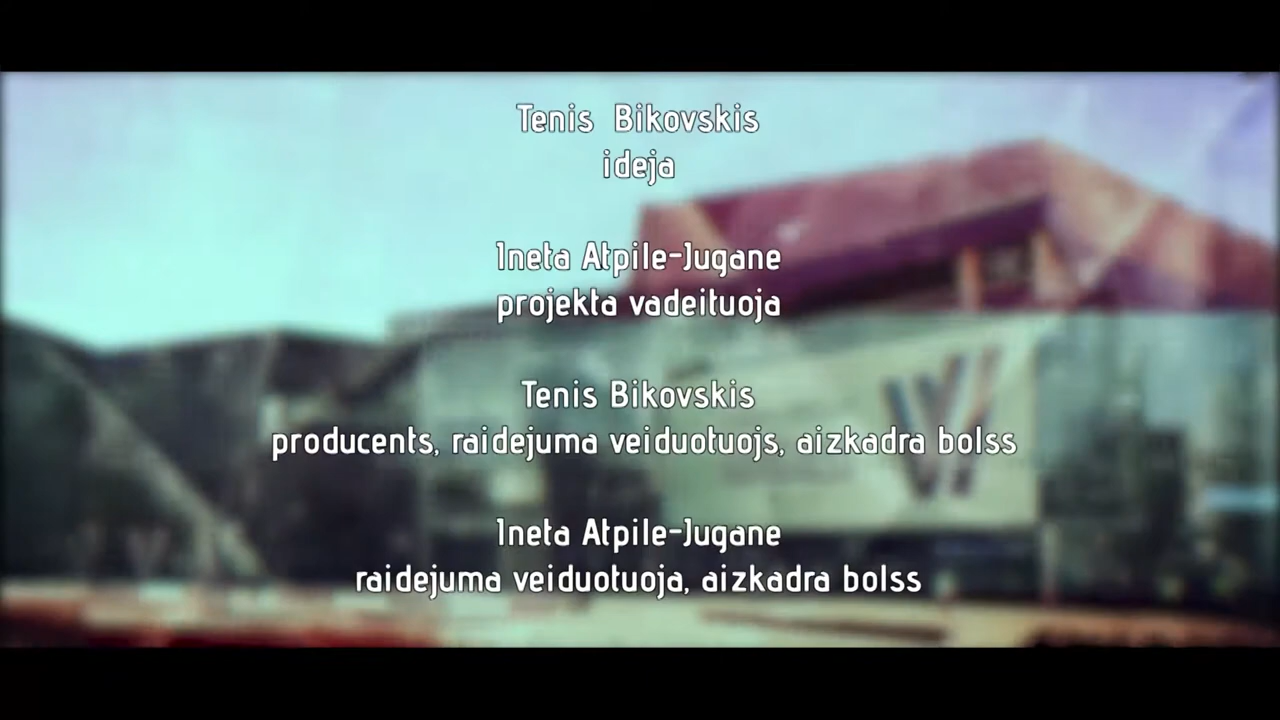 Tenis Bikovskis
ideja
Ineta Atpile-Jugane
projekta vadeituoja
Tenis Bikovskis
producents, raidejuma veiduotuojs, aizkadra bolss
Ineta Atpile-Jugane
raidejuma veiduotuoja, aizkadra bolss